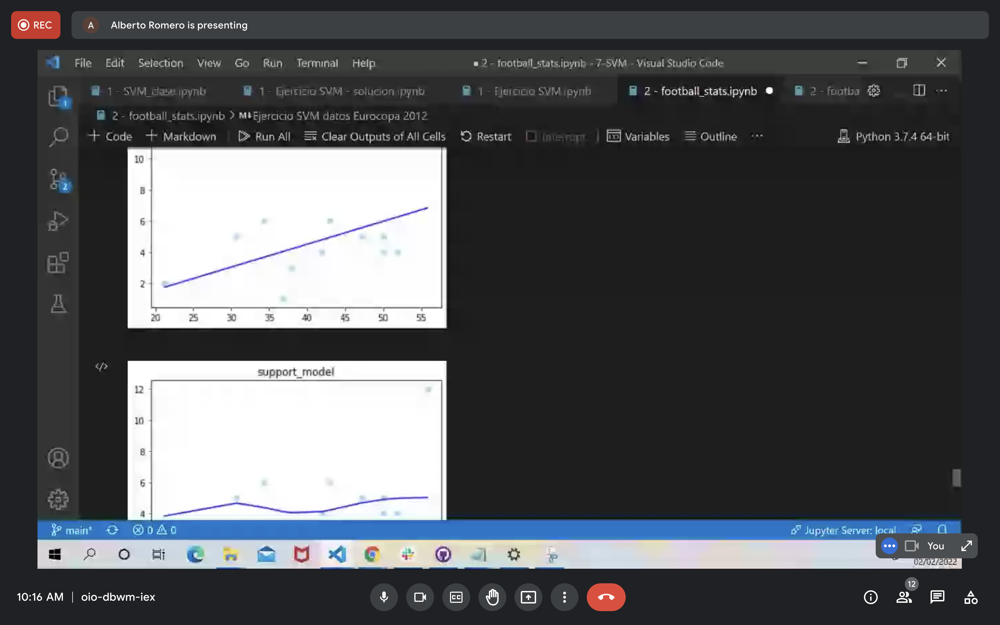 REC
A Alberto Romero is presenting
File Edit Selection View Go Run Terminal Help 2 - football_stats.ipynb - 7-SVM - Visual Studio Code
1 - SVM_clase.ipynb 1 - Ejercicio SVM - solucion.ipynb 1 - Ejercicio SVM.ipynb 2 - football_stats.ipynb 2 - footba
1
2 - football_stats.ipynb > M↓Ejercicio SVM datos Eurocopa 2012
+ Code + Markdown Run All Clear Outputs of All Cells Restart Interrupt Variables Outline ... Python 3.7.4 64-bit
2
10
8
6
4
2
20 25 30 35 40 45 50 55
support_model
12
10
8
6
4
main* 0 0 Jupyter Server: local
You
02/02/2022
10:16 AM | oio-dbwm-iex
CC
12